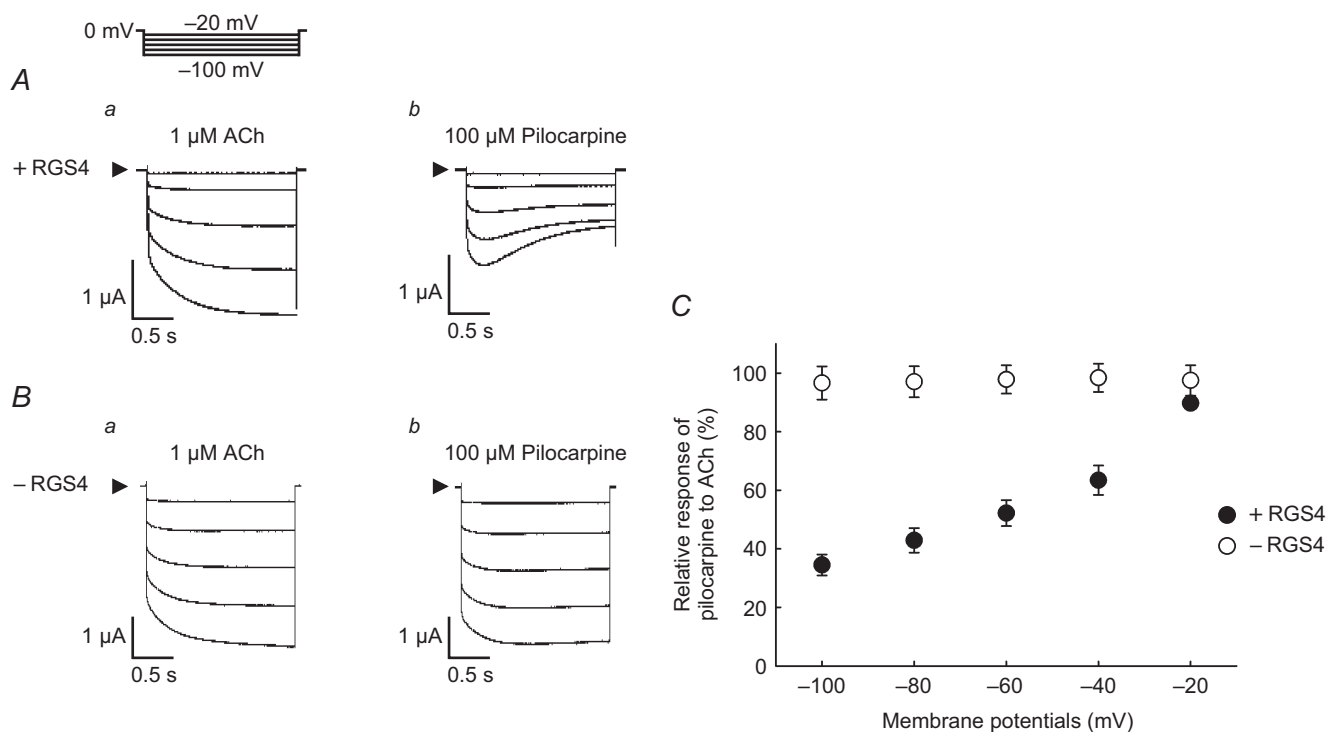 0 mV
–20 mV
–100 mV
A
a
b
1 µM ACh
100 µM Pilocarpine
+ RGS4
1 µA
0.5 s
1 µA
0.5 s
B
a
b
1 µM ACh
100 µM Pilocarpine
– RGS4
1 µA
0.5 s
1 µA
0.5 s
C
Relative response of
pilocarpine to ACh (%)
100
80
60
40
20
0
–100
–80
–60
–40
–20
Membrane potentials (mV)
+ RGS4
– RGS4